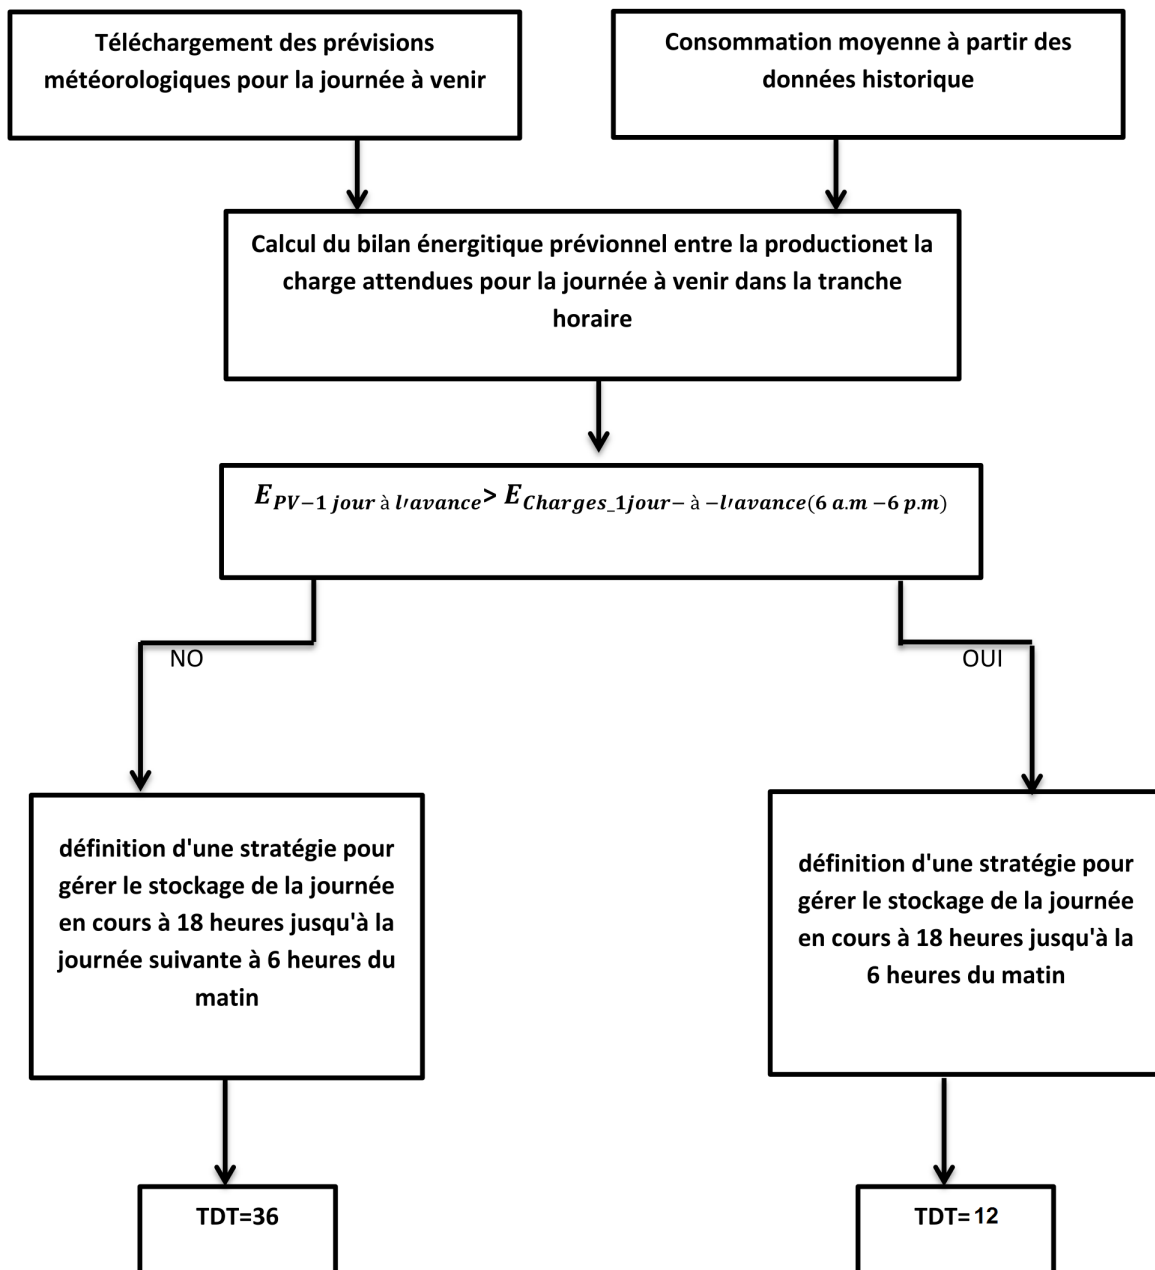 Téléchargement des prévisions
météorologiques pour la journée à venir
Consommation moyenne à partir des
données historique
Calcul du bilan énergitique prévionnel entre la productionet la
charge attendues pour la journée à venir dans la tranche
horaire
E_{PV−1 jour à l′avance} > E_{Charges_1jour− à −l′avance(6 a.m −6 p.m)}
NO
OUI
définition d'une stratégie pour
gérer le stockage de la journée
en cours à 18 heures jusqu'à la
journée suivante à 6 heures du
matin
définition d'une stratégie pour
gérer le stockage de la journée
en cours à 18 heures jusqu'à la
6 heures du matin
TDT=36
TDT= 12